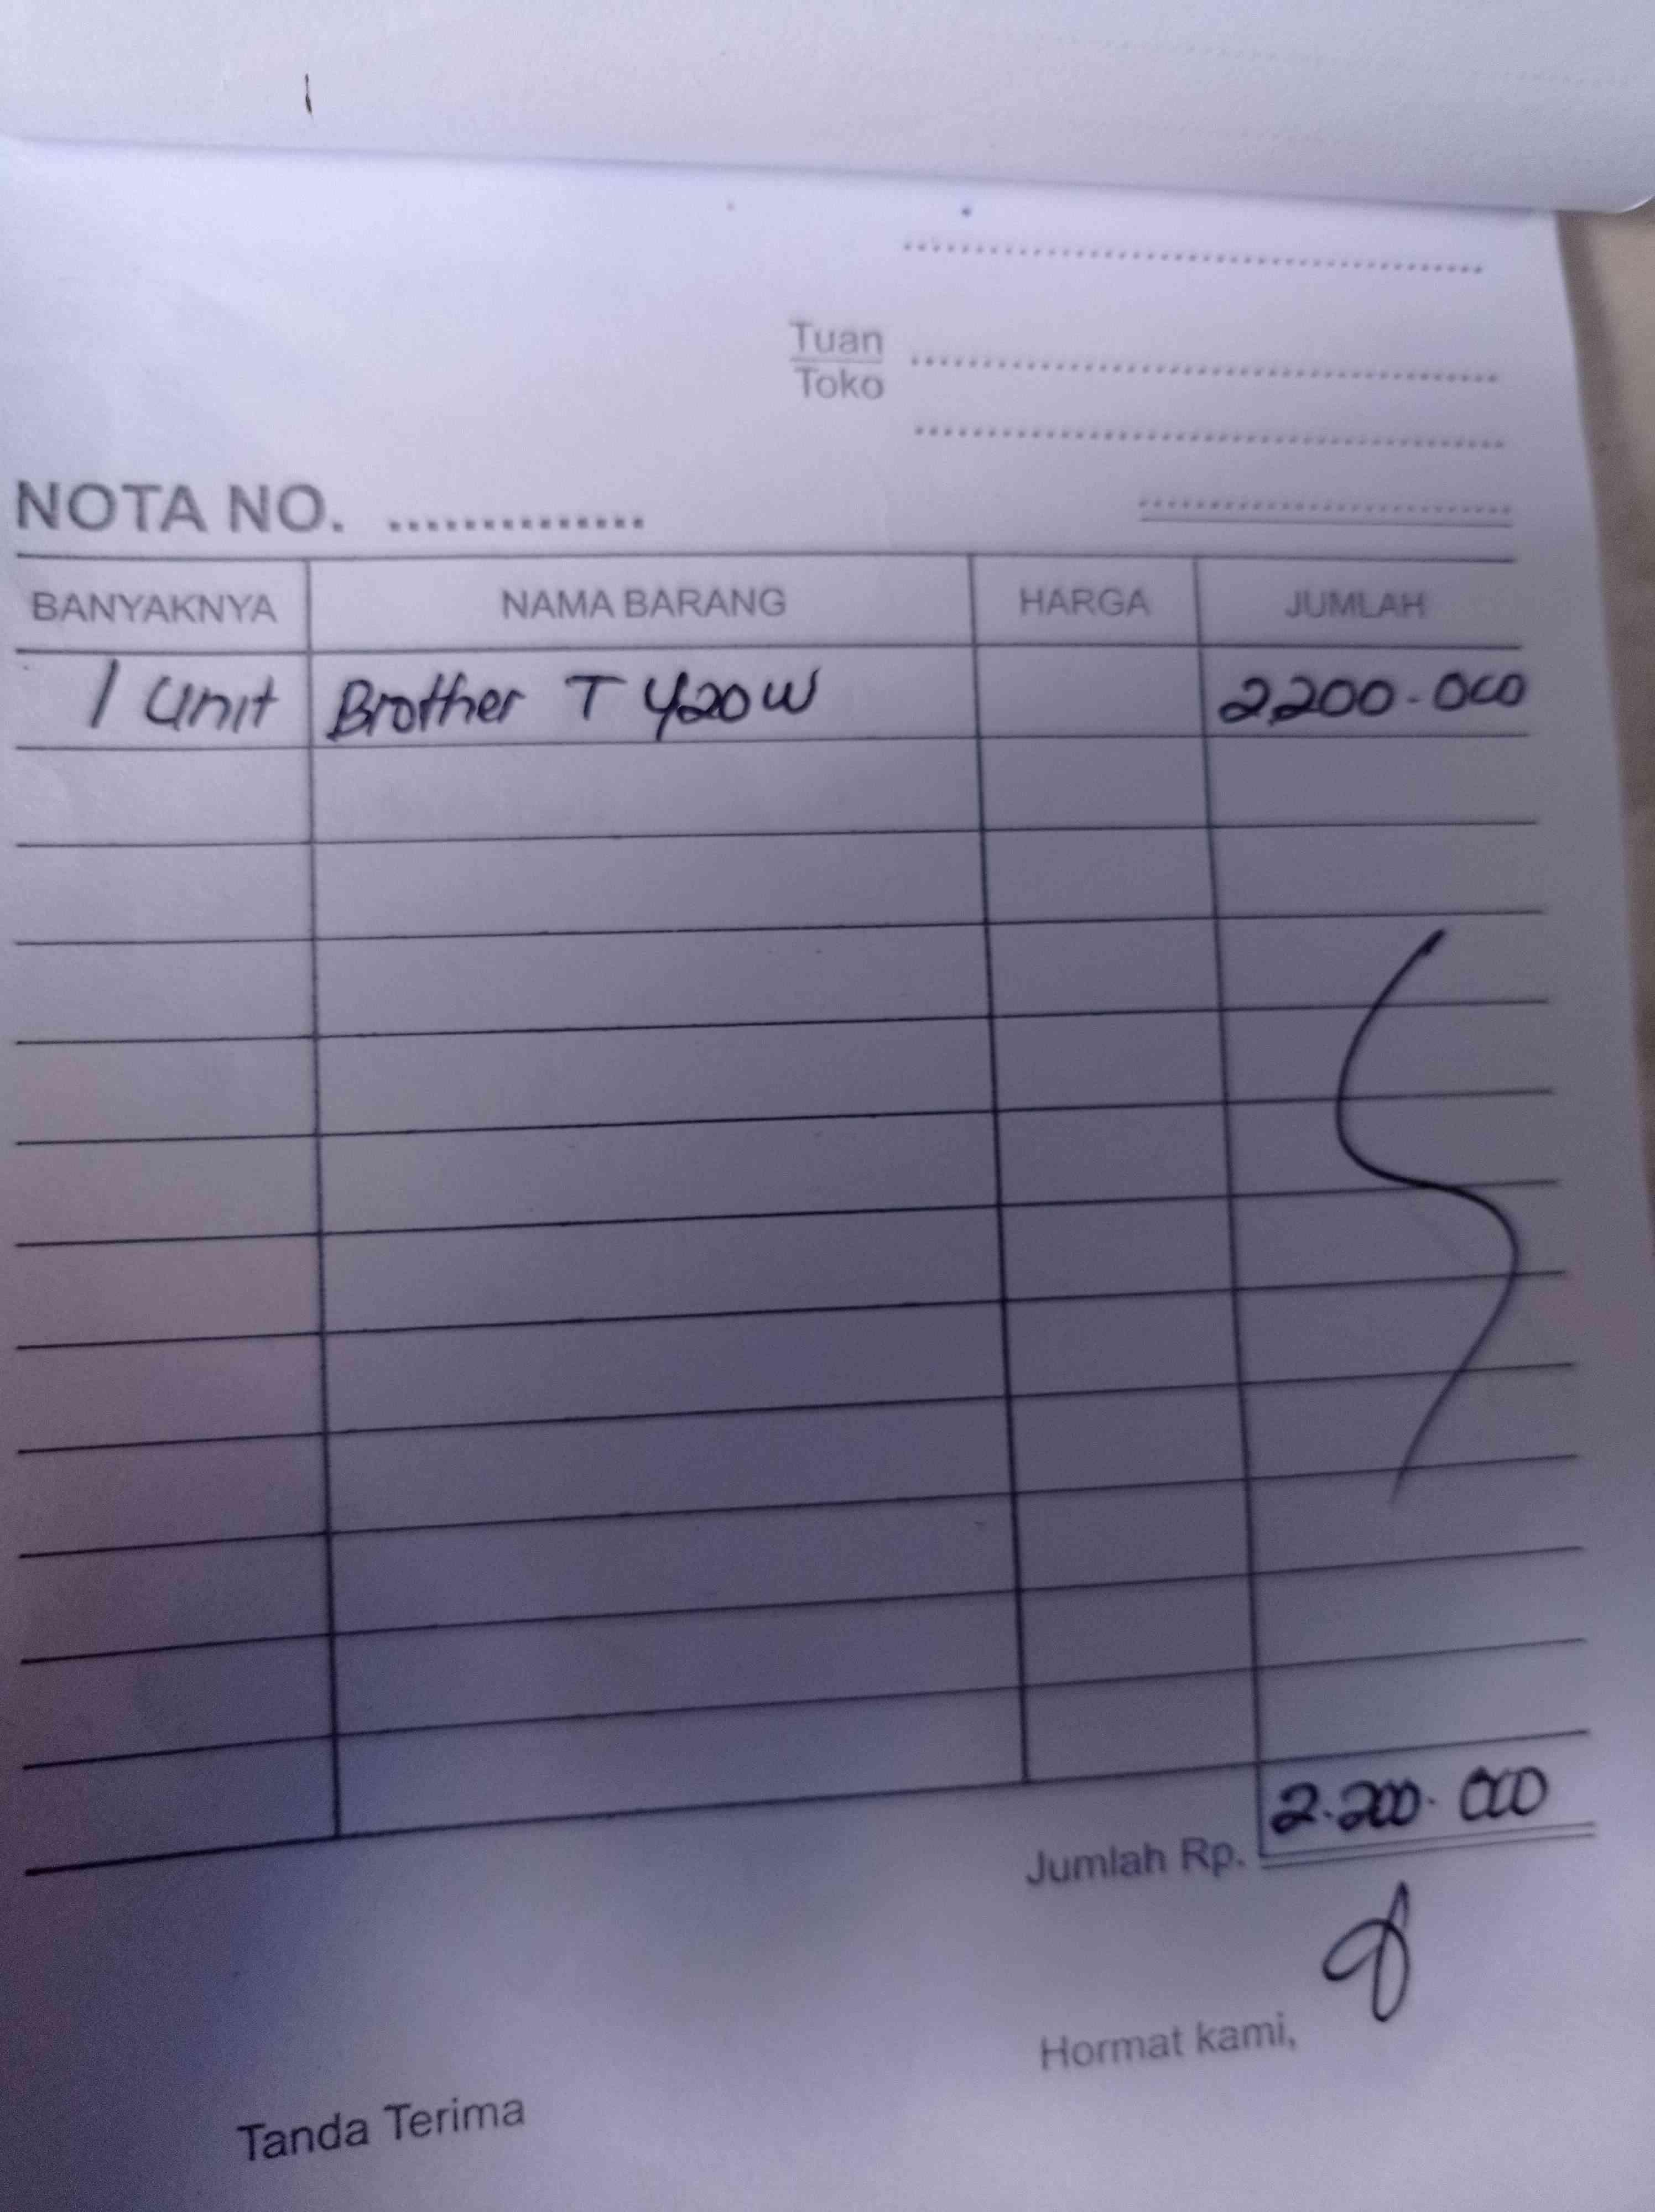 Tuan
Toko
NOTA NO. ..............
BANYAKNYA NAMA BARANG HARGA JUMLAH
1 Unit Brother T 420W 2.200.000
Jumlah Rp. 2.200.000
Hormat kami,
Tanda Terima